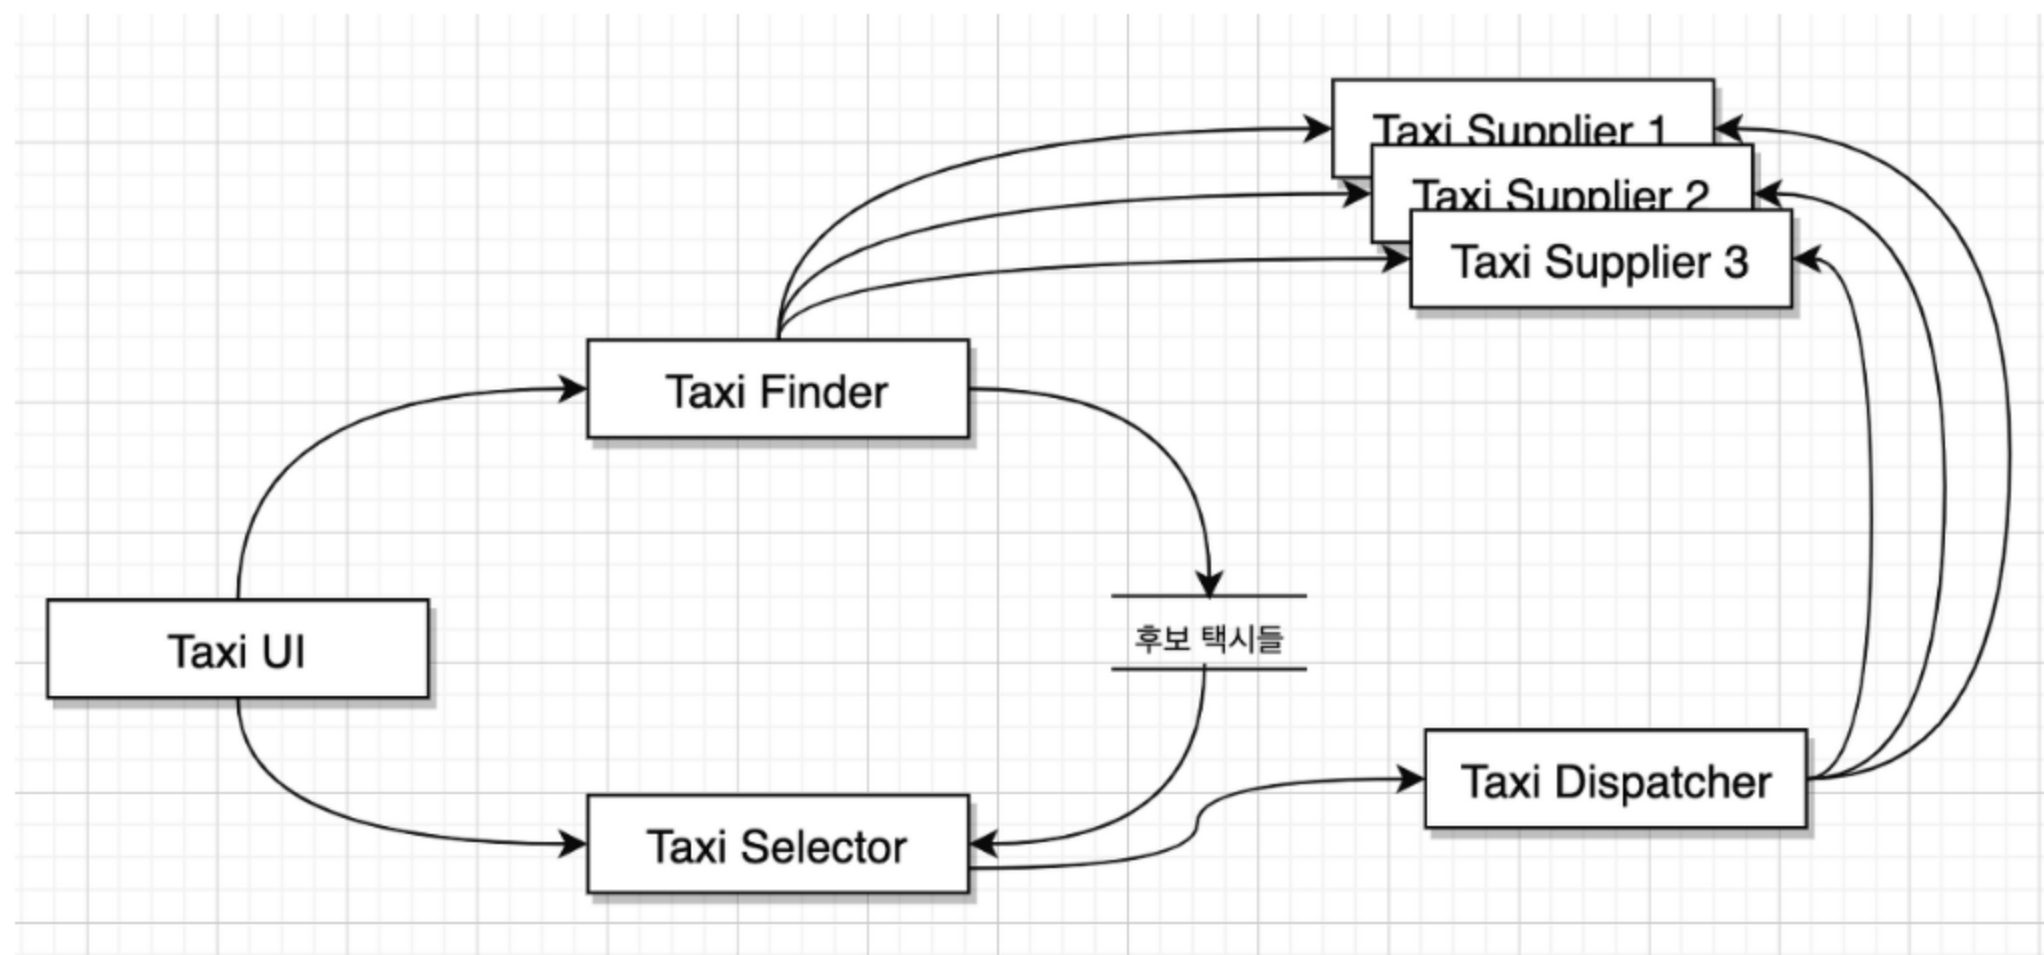 Taxi Supplier 1
Taxi Supplier 2
Taxi Supplier 3
Taxi Finder
Taxi UI
후보 택시들
Taxi Dispatcher
Taxi Selector